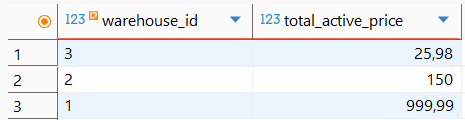 123 warehouse_id 123 total_active_price
1 3 25,98
2 2 150
3 1 999,99